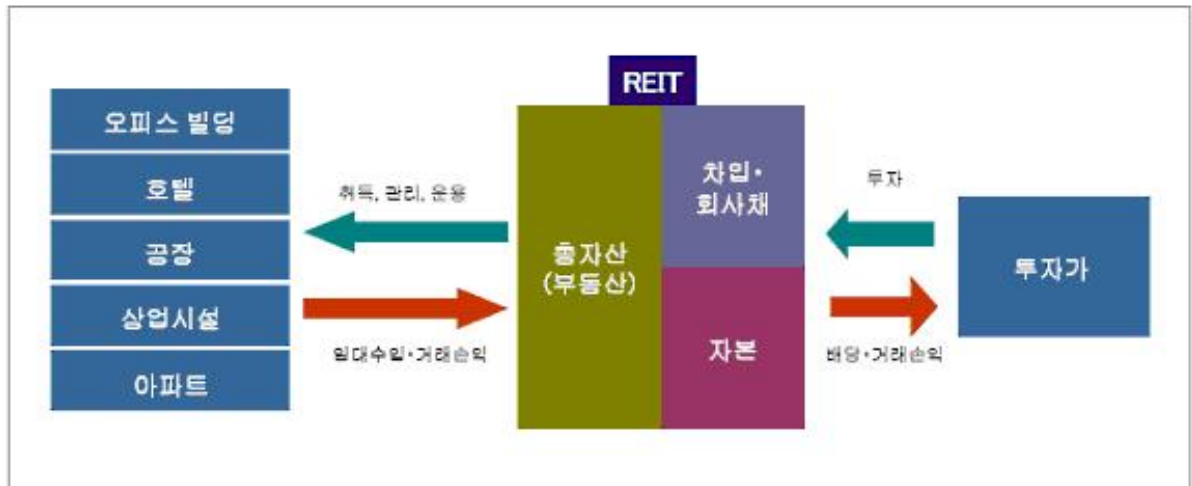 REIT
오피스 빌딩
호텔
공장
상업시설
아파트
취득, 관리, 운용
임대수입·거래손익
총자산
(부동산)
차입·
회사채
자본
투자
배당·거래손익
투자가